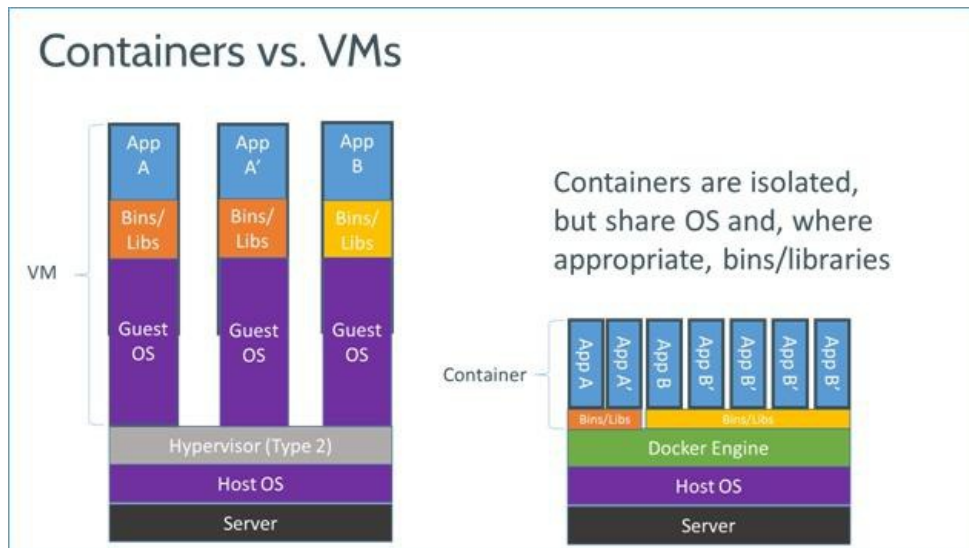 Containers vs. VMs
App
A
Bins/
Libs
Guest
OS
App
A'
Bins/
Libs
Guest
OS
App
B
Bins/
Libs
Guest
OS
VM
Hypervisor (Type 2)
Host OS
Server
Containers are isolated,
but share OS and, where
appropriate, bins/libraries
Container
App A
App A'
App B
App B'
App B'
App B'
App B'
Bins/Libs
Bins/Libs
Docker Engine
Host OS
Server